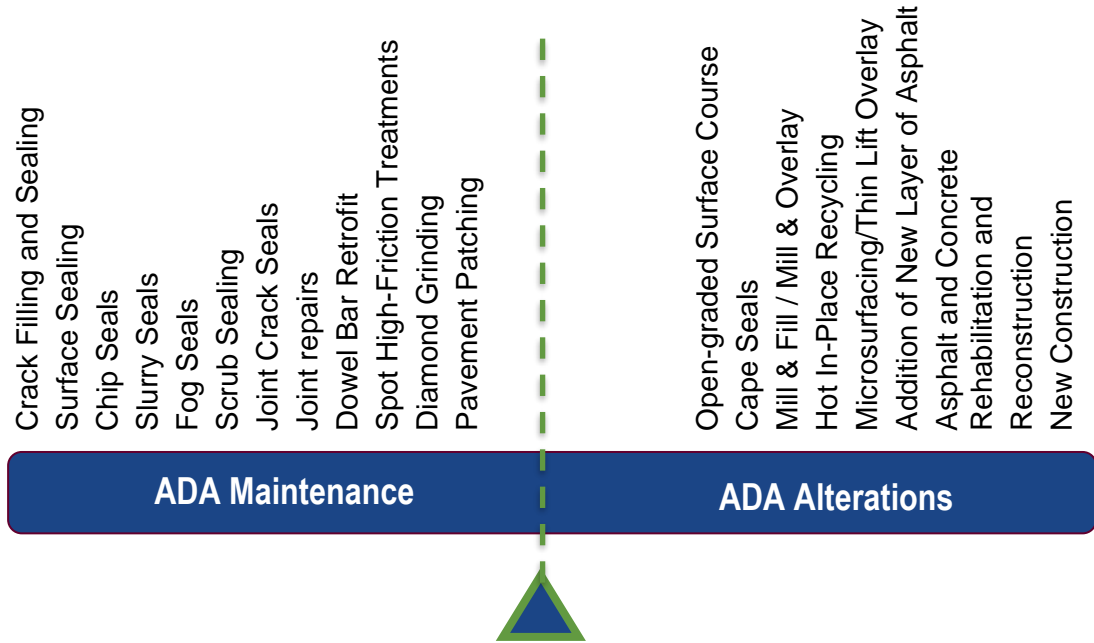 Crack Filling and Sealing
Surface Sealing
Chip Seals
Slurry Seals
Fog Seals
Scrub Sealing
Joint Crack Seals
Joint repairs
Dowel Bar Retrofit
Spot High-Friction Treatments
Diamond Grinding
Pavement Patching
Open-graded Surface Course
Cape Seals
Mill & Fill / Mill & Overlay
Hot In-Place Recycling
Microsurfacing/Thin Lift Overlay
Addition of New Layer of Asphalt
Asphalt and Concrete
Rehabilitation and
Reconstruction
New Construction
ADA Maintenance
ADA Alterations